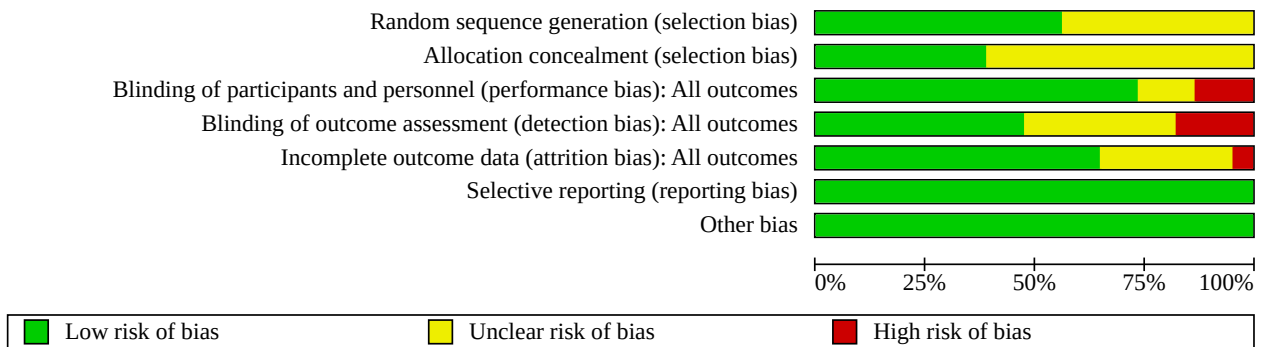 Random sequence generation (selection bias)
Allocation concealment (selection bias)
Blinding of participants and personnel (performance bias): All outcomes
Blinding of outcome assessment (detection bias): All outcomes
Incomplete outcome data (attrition bias): All outcomes
Selective reporting (reporting bias)
Other bias
0% 25% 50% 75% 100%
Low risk of bias Unclear risk of bias High risk of bias